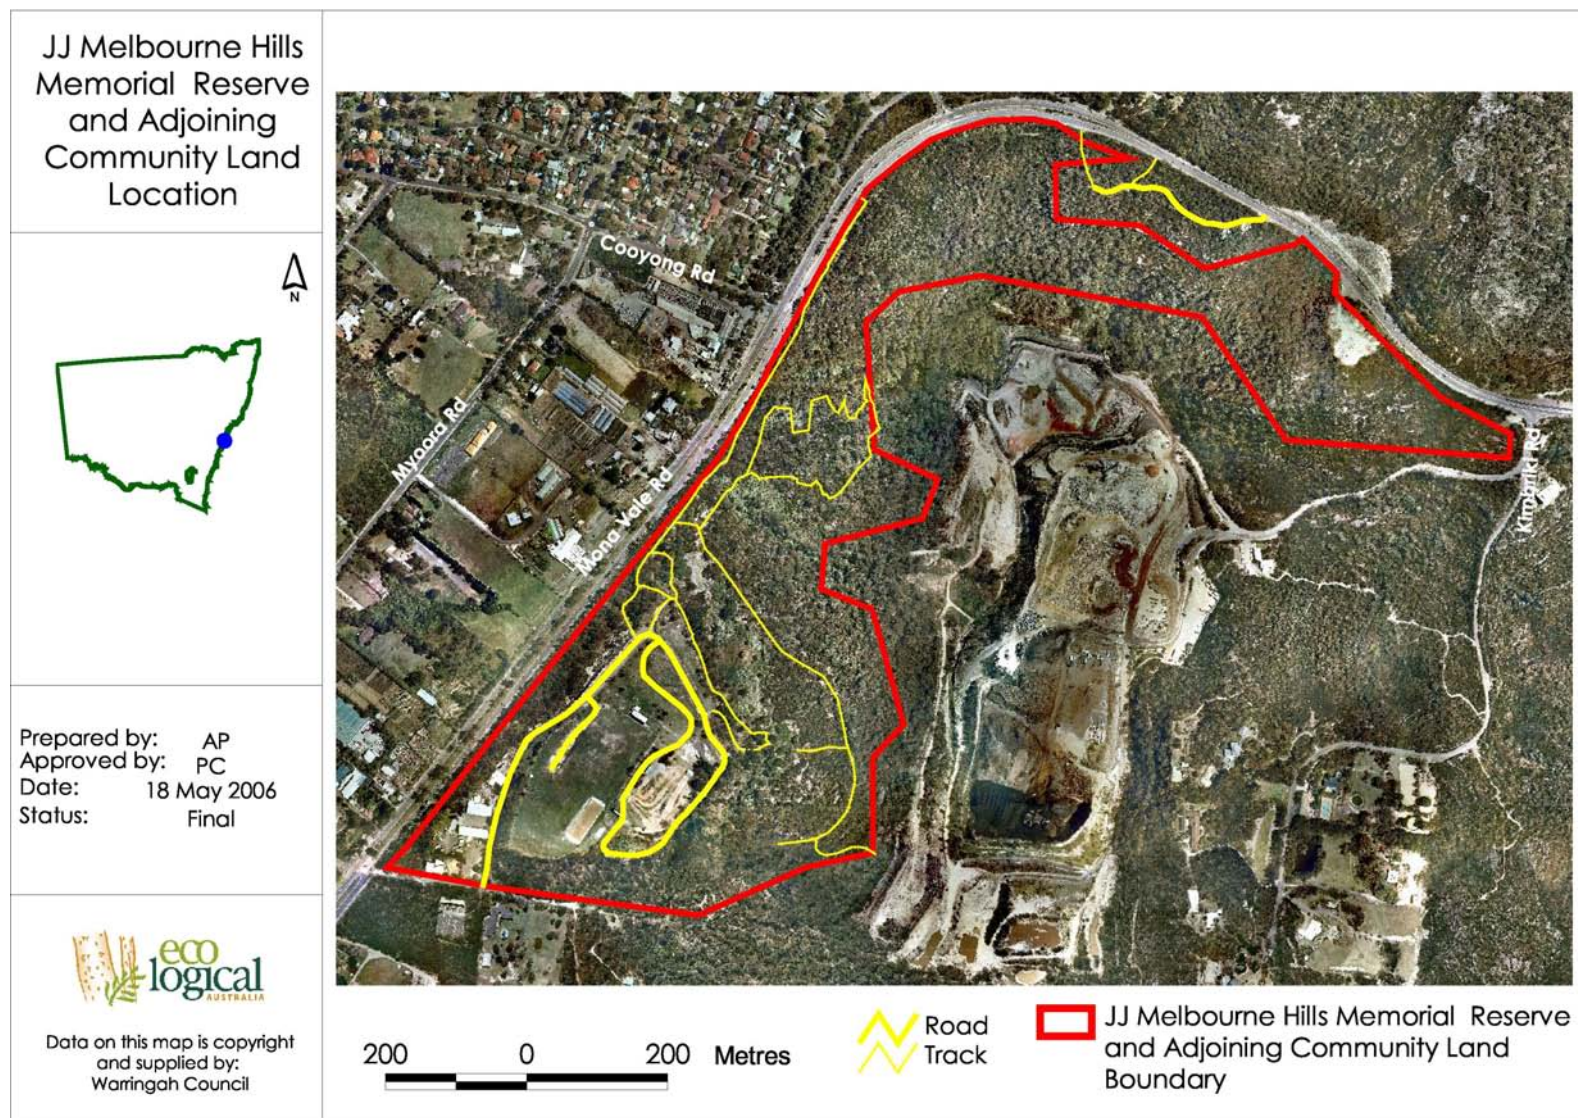 JJ Melbourne Hills
Memorial Reserve
and Adjoining
Community Land
Location
N
Prepared by: AP
Approved by: PC
Date: 18 May 2006
Status: Final
eco
logical
AUSTRALIA
Data on this map is copyright
and supplied by:
Warringah Council
Cooyong Rd
Myoora Rd
Mona Vale Rd
Kimbriki Rd
200 0 200 Metres
Road
Track
JJ Melbourne Hills Memorial Reserve
and Adjoining Community Land
Boundary